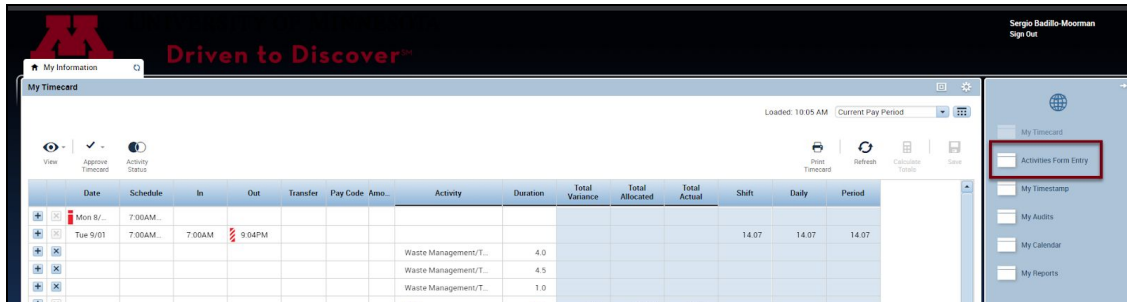 Sergio Badillo-Moorman
Sign Out
Driven to Discover℠
My Information
My Timecard
Loaded: 10:05 AM Current Pay Period
View
Approve Timecard
Activity Status
Print Timecard
Refresh
Calculate Totals
Save
Date Schedule In Out Transfer Pay Code Amo... Activity Duration Total Variance Total Allocated Total Actual Shift Daily Period
Mon 8/... 7:00AM...
Tue 9/01 7:00AM... 7:00AM 9:04PM 14.07 14.07 14.07
Waste Management/T... 4.0
Waste Management/T... 4.5
Waste Management/T... 1.0
My Timecard
Activities Form Entry
My Timestamp
My Audits
My Calendar
My Reports